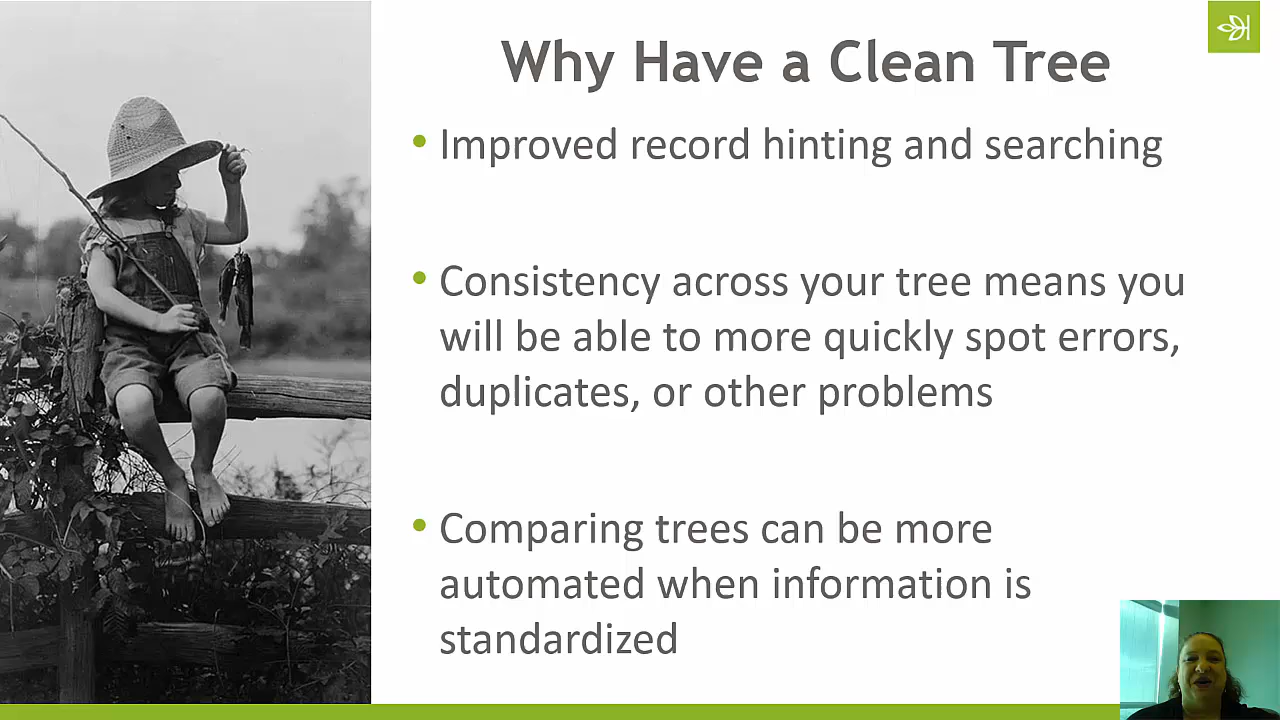 Why Have a Clean Tree
• Improved record hinting and searching
• Consistency across your tree means you
will be able to more quickly spot errors,
duplicates, or other problems
• Comparing trees can be more
automated when information is
standardized